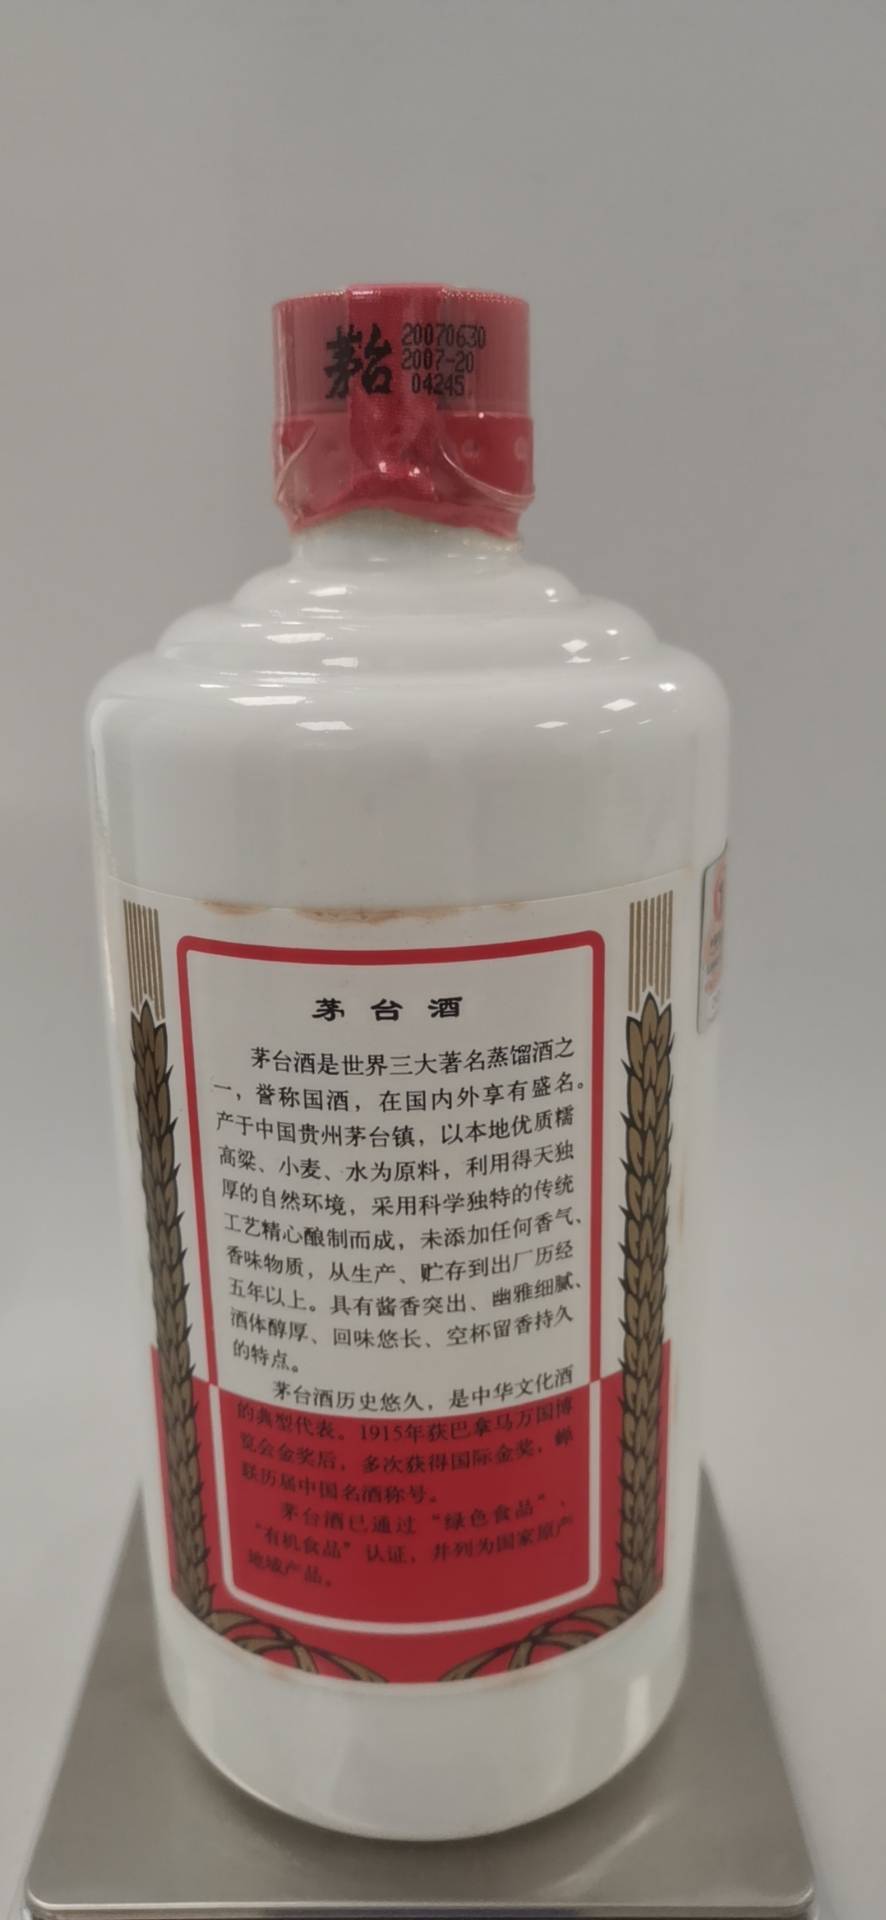 茅台
20070630
2007-20
04245
茅台酒
茅台酒是世界三大著名蒸馏酒之
一，誉称国酒，在国内外享有盛名。
产于中国贵州茅台镇，以本地优质糯
高粱、小麦、水为原料，利用得天独
厚的自然环境，采用科学独特的传统
工艺精心酿制而成，未添加任何香气、
香味物质，从生产、贮存到出厂历经
五年以上。具有酱香突出、幽雅细腻、
酒体醇厚、回味悠长、空杯留香持久
的特点。
茅台酒历史悠久，是中华文化酒
的典型代表。1915年获巴拿马万国博
览会金奖后，多次获得国际金奖，蝉
联历届中国名酒称号。
茅台酒已通过“绿色食品”、
“有机食品”认证，并列为国家原产
地域产品。